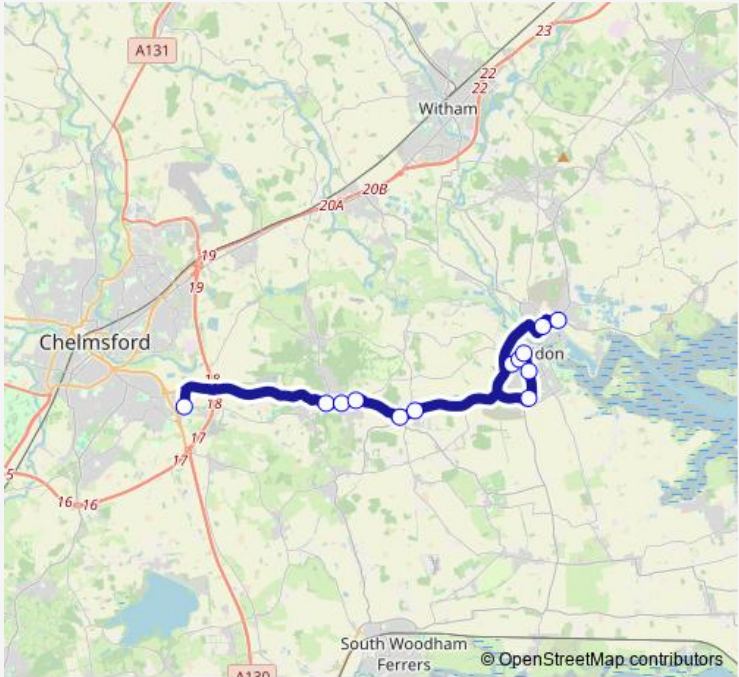 A131
23
22
22
Witham
20B
20A
19
19
Chelmsford
don
18
18
17
17
5
16
16
South Woodham
Ferrers
A130
© OpenStreetMap contributors